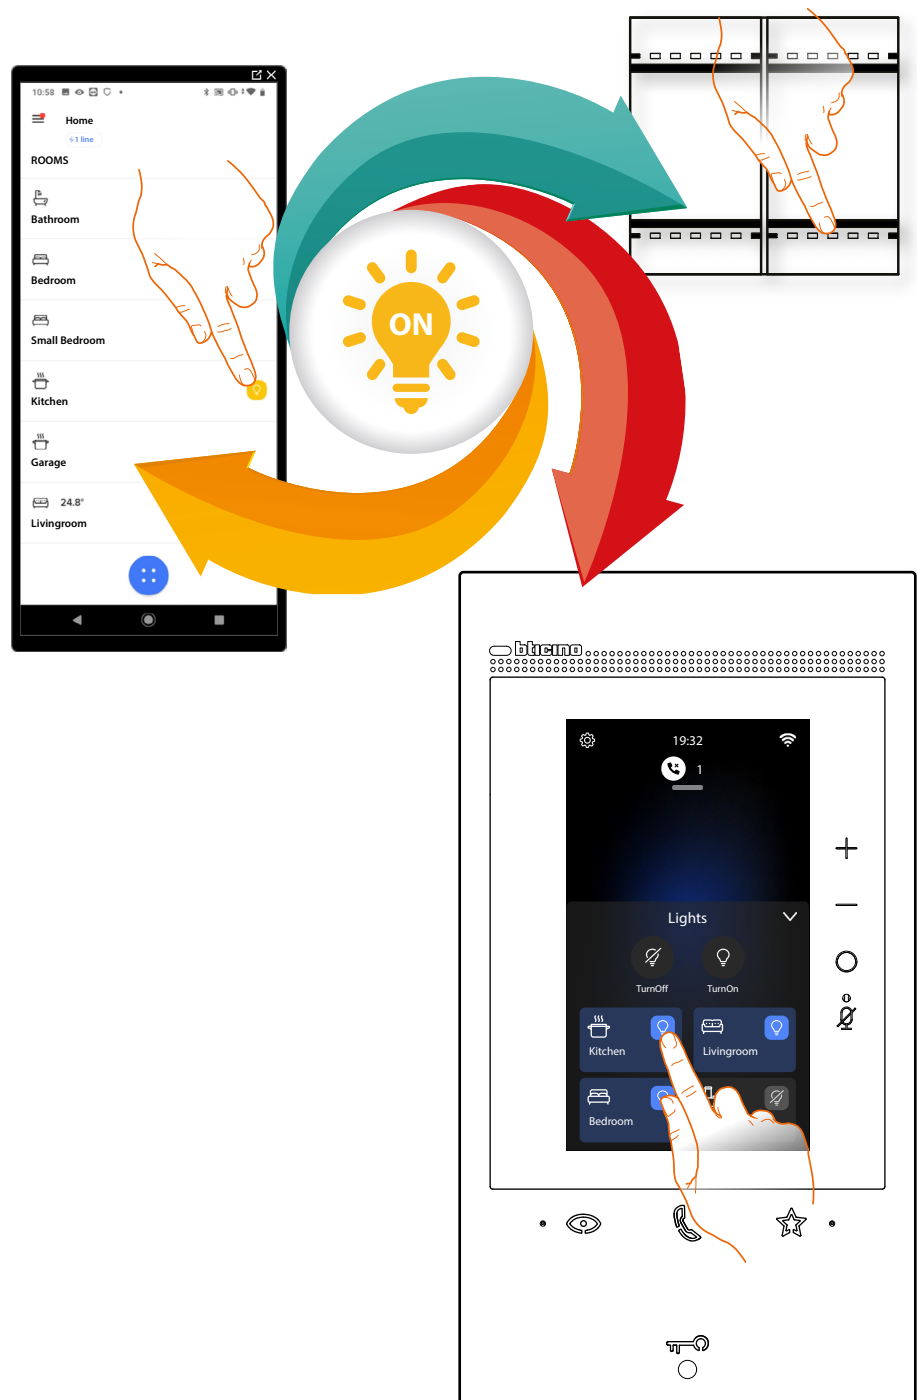 10:58
Home
1 line
ROOMS
Bathroom
Bedroom
Small Bedroom
Kitchen
Garage
24.8°
Livingroom
ON
bticino
19:32
1
Lights
TurnOff
TurnOn
Kitchen
Livingroom
Bedroom